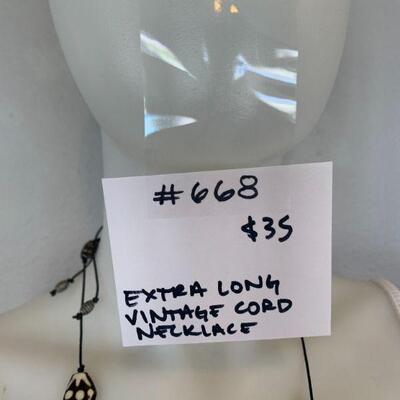 #668
$35
EXTRA LONG
VINTAGE CORD
NECKLACE